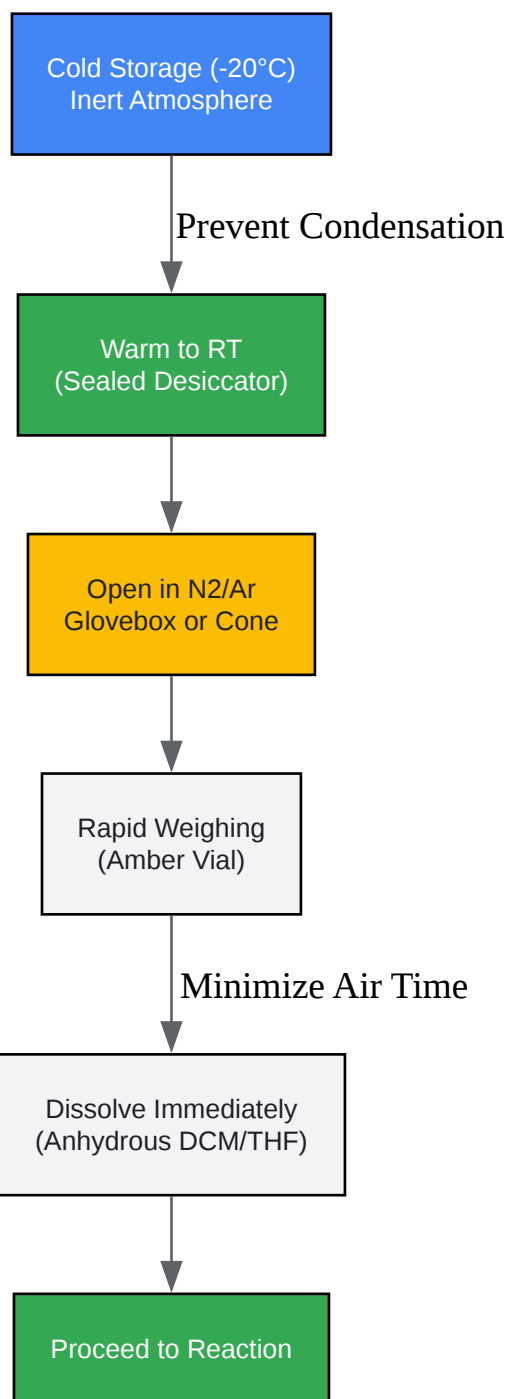 Cold Storage (-20°C)
Inert Atmosphere
Prevent Condensation
Warm to RT
(Sealed Desiccator)
Open in N2/Ar
Glovebox or Cone
Rapid Weighing
(Amber Vial)
Minimize Air Time
Dissolve Immediately
(Anhydrous DCM/THF)
Proceed to Reaction